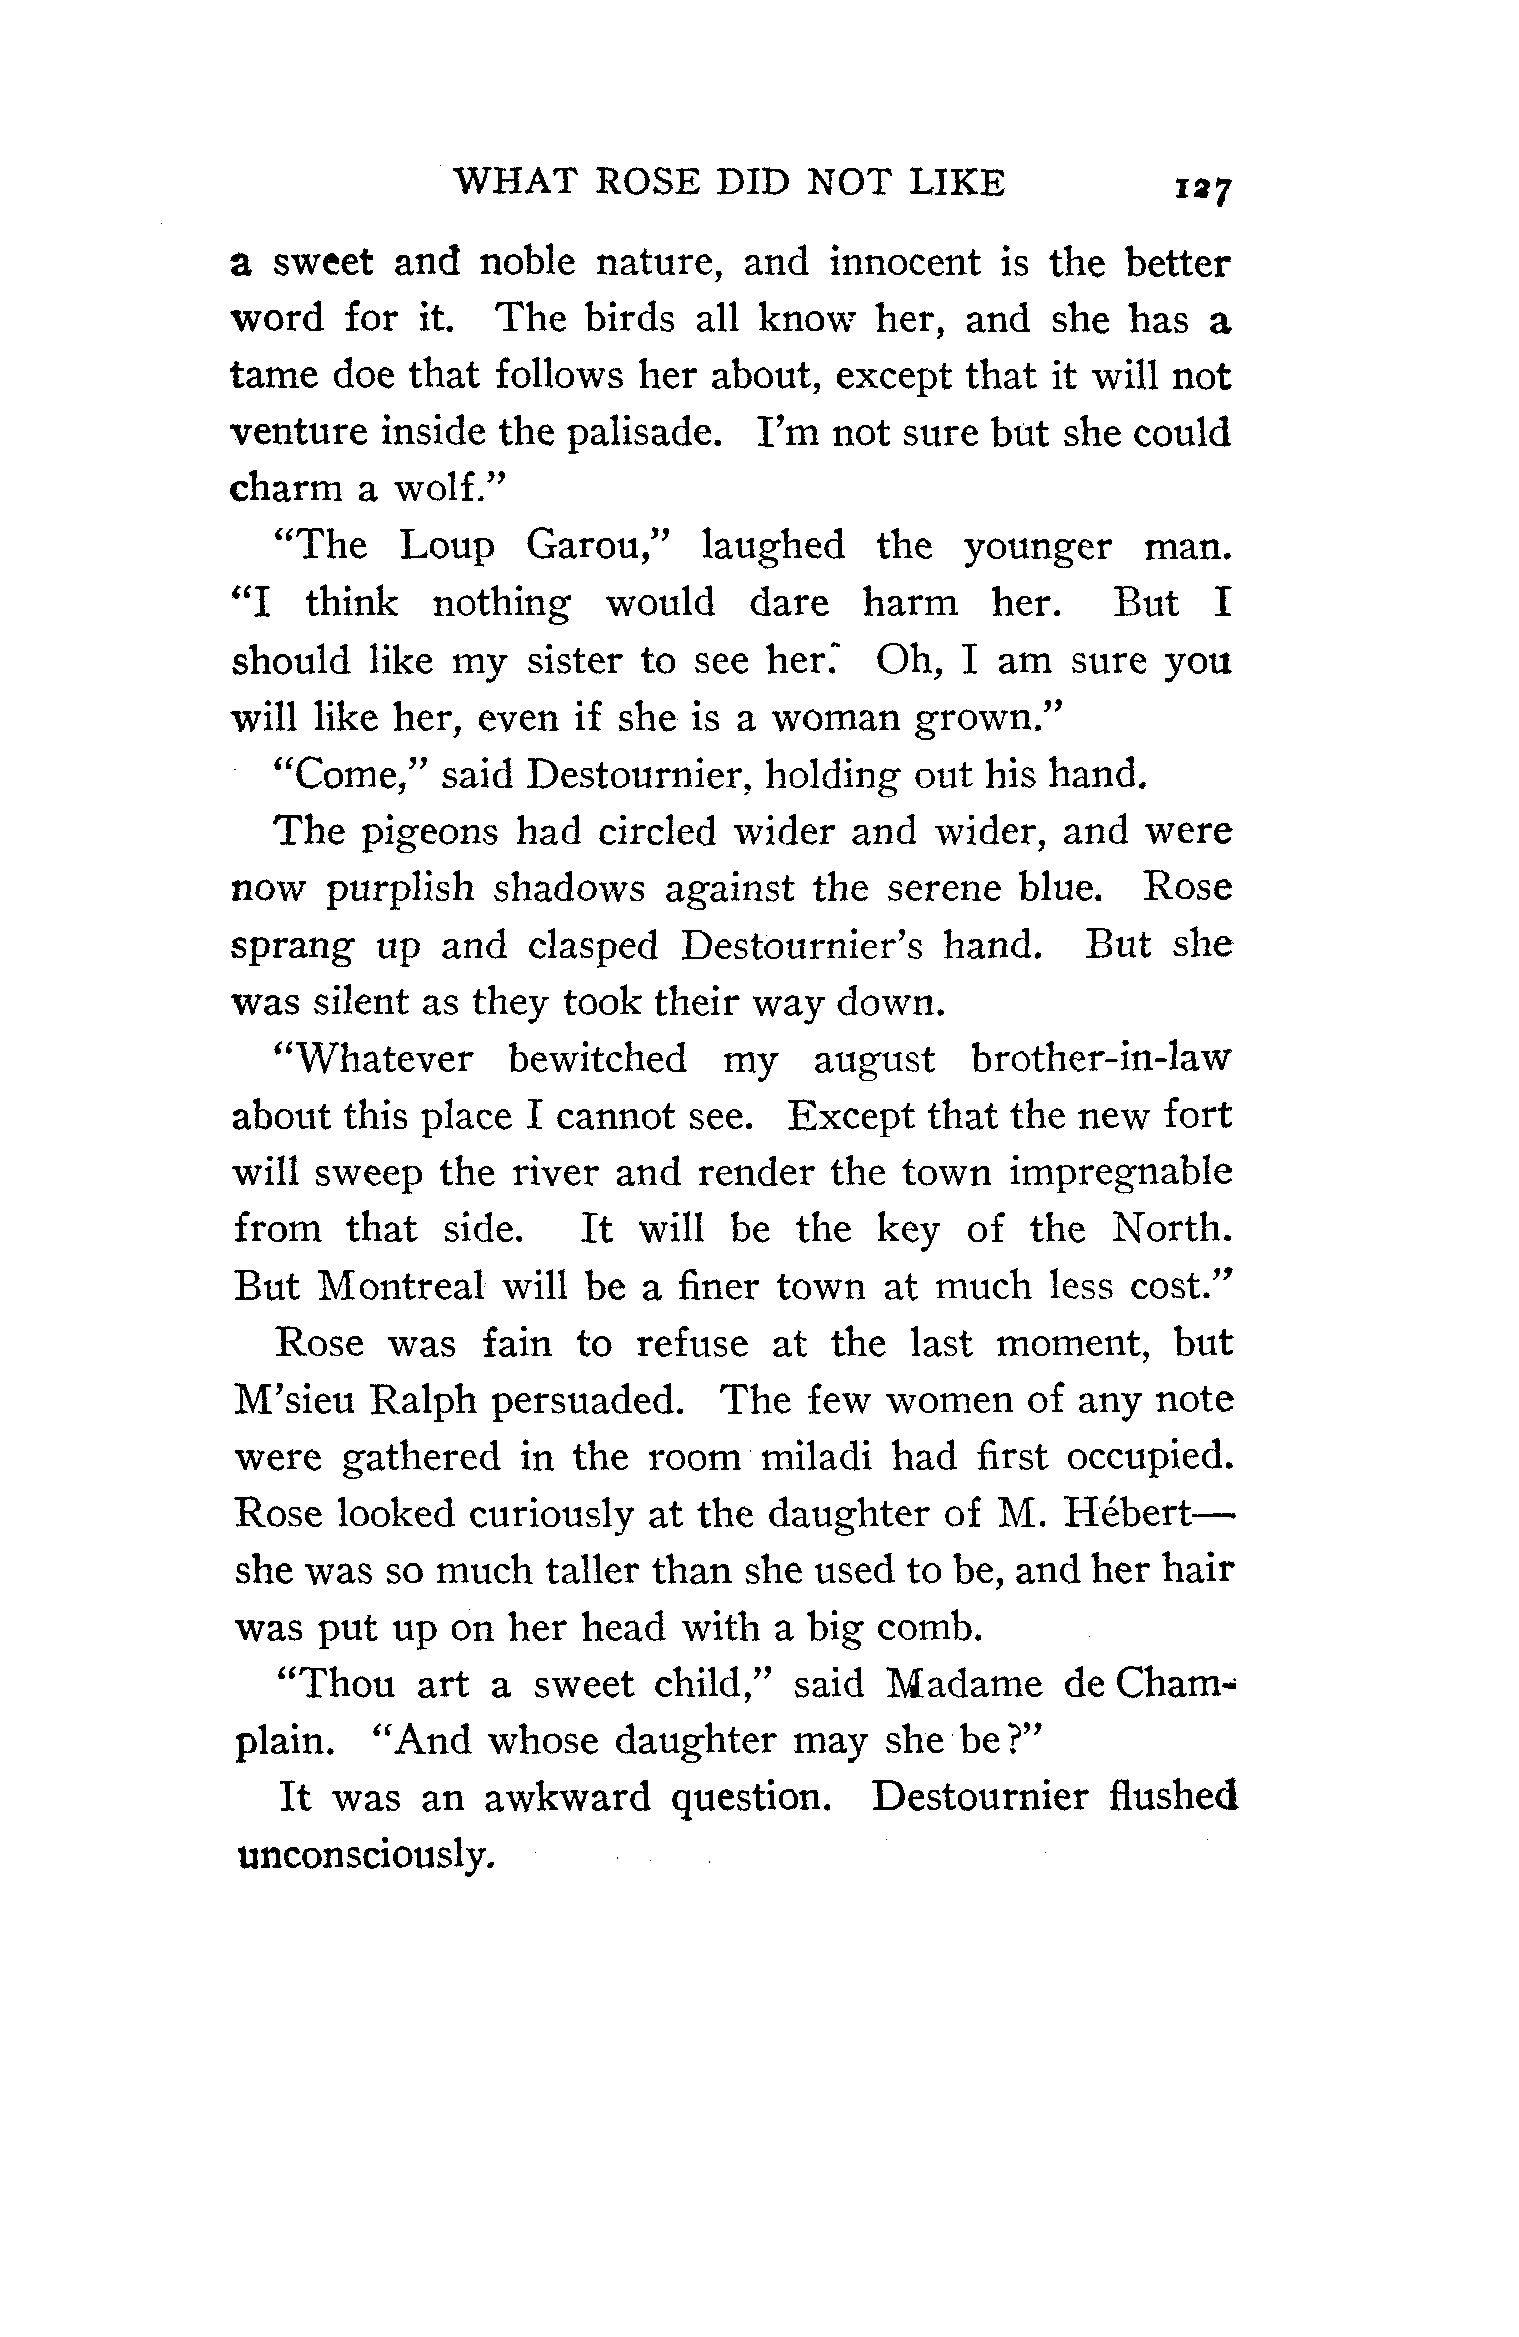 WHAT ROSE DID NOT LIKE 127
a sweet and noble nature, and innocent is the better
word for it. The birds all know her, and she has a
tame doe that follows her about, except that it will not
venture inside the palisade. I'm not sure but she could
charm a wolf."
"The Loup Garou," laughed the younger man.
"I think nothing would dare harm her. But I
should like my sister to see her. Oh, I am sure you
will like her, even if she is a woman grown."
"Come," said Destournier, holding out his hand.
The pigeons had circled wider and wider, and were
now purplish shadows against the serene blue. Rose
sprang up and clasped Destournier's hand. But she
was silent as they took their way down.
"Whatever bewitched my august brother-in-law
about this place I cannot see. Except that the new fort
will sweep the river and render the town impregnable
from that side. It will be the key of the North.
But Montreal will be a finer town at much less cost."
Rose was fain to refuse at the last moment, but
M'sieu Ralph persuaded. The few women of any note
were gathered in the room miladi had first occupied.
Rose looked curiously at the daughter of M. Hébert—
she was so much taller than she used to be, and her hair
was put up on her head with a big comb.
"Thou art a sweet child," said Madame de Cham-
plain. "And whose daughter may she be?"
It was an awkward question. Destournier flushed
unconsciously.